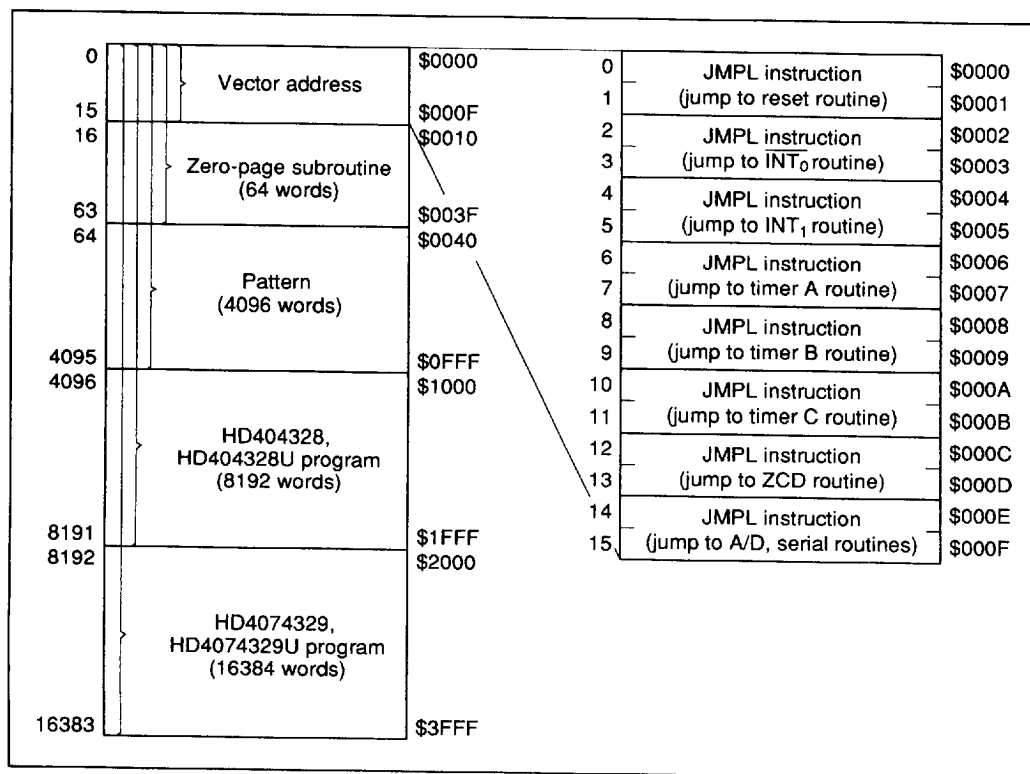 0
Vector address
$0000
15
$000F
16
$0010
Zero-page subroutine
(64 words)
63
$003F
64
$0040
Pattern
(4096 words)
4095
$0FFF
4096
$1000
HD404328,
HD404328U program
(8192 words)
8191
$1FFF
8192
$2000
HD4074329,
HD4074329U program
(16384 words)
16383
$3FFF
0
JMPL instruction
$0000
1
(jump to reset routine)
$0001
2
JMPL instruction
$0002
3
(jump to I̅N̅T̅₀ routine)
$0003
4
JMPL instruction
$0004
5
(jump to INT₁ routine)
$0005
6
JMPL instruction
$0006
7
(jump to timer A routine)
$0007
8
JMPL instruction
$0008
9
(jump to timer B routine)
$0009
10
JMPL instruction
$000A
11
(jump to timer C routine)
$000B
12
JMPL instruction
$000C
13
(jump to ZCD routine)
$000D
14
JMPL instruction
$000E
15
(jump to A/D, serial routines)
$000F